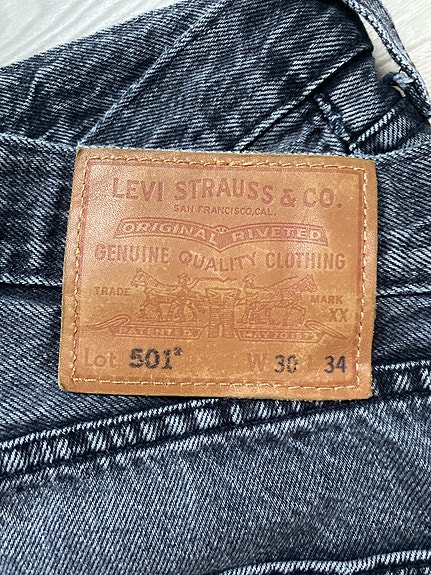 LEVI STRAUSS & CO.
SAN FRANCISCO, CAL.
ORIGINAL RIVETED
GENUINE QUALITY CLOTHING
TRADE MARK
XX
PATENTED MAY 20 1873
Lot 501* W 30 L 34